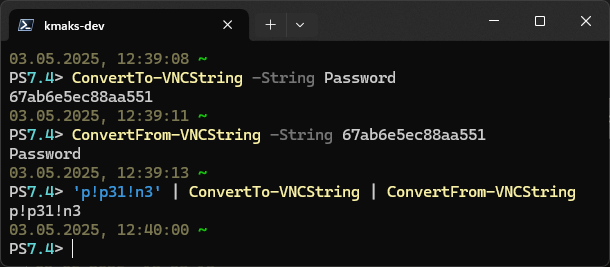 kmaks-dev
03.05.2025, 12:39:08 ~
PS7.4> ConvertTo-VNCString -String Password
67ab6e5ec88aa551
03.05.2025, 12:39:11 ~
PS7.4> ConvertFrom-VNCString -String 67ab6e5ec88aa551
Password
03.05.2025, 12:39:13 ~
PS7.4> 'p!p31!n3' | ConvertTo-VNCString | ConvertFrom-VNCString
p!p31!n3
03.05.2025, 12:40:00 ~
PS7.4>